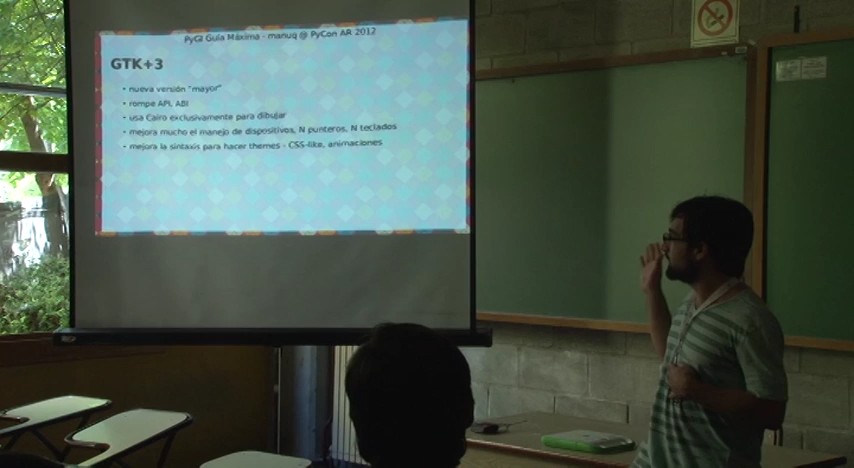 PyGI Guía Máxima - manuq @ PyCon AR 2012
GTK+3
• nueva versión "mayor"
• rompe API, ABI
• usa Cairo exclusivamente para dibujar
• mejora mucho el manejo de dispositivos, N punteros, N teclados
• mejora la sintaxis para hacer themes - CSS-like, animaciones